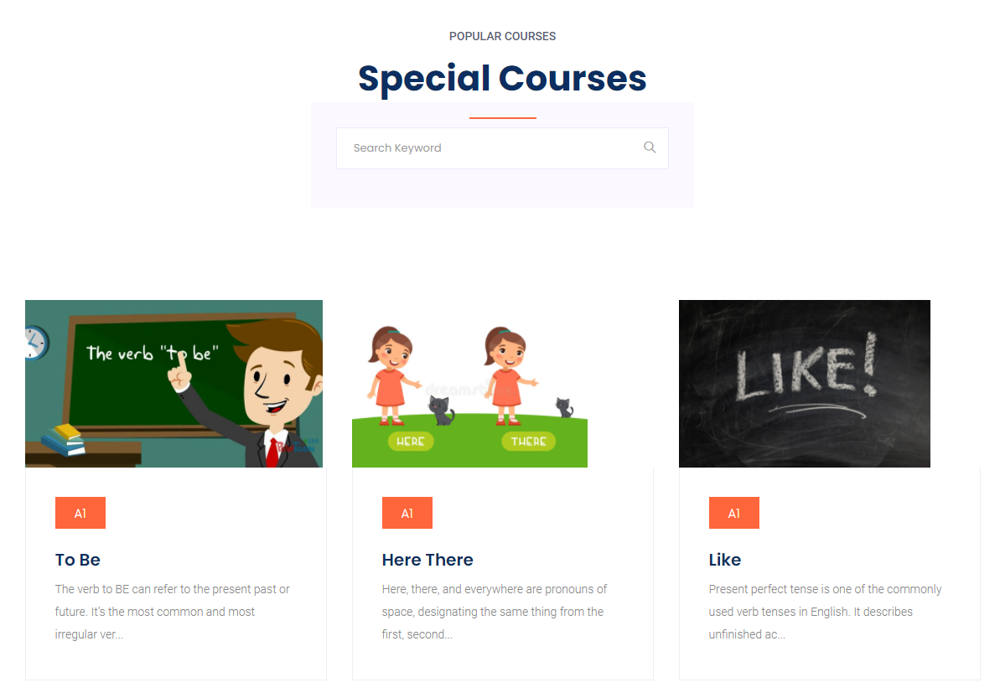 POPULAR COURSES
Special Courses
Search Keyword
The verb "to be"
HERE
THERE
LIKE!
A1
To Be
The verb to BE can refer to the present past or
future. It's the most common and most
irregular ver...
A1
Here There
Here, there, and everywhere are pronouns of
space, designating the same thing from the
first, second...
A1
Like
Present perfect tense is one of the commonly
used verb tenses in English. It describes
unfinished ac...